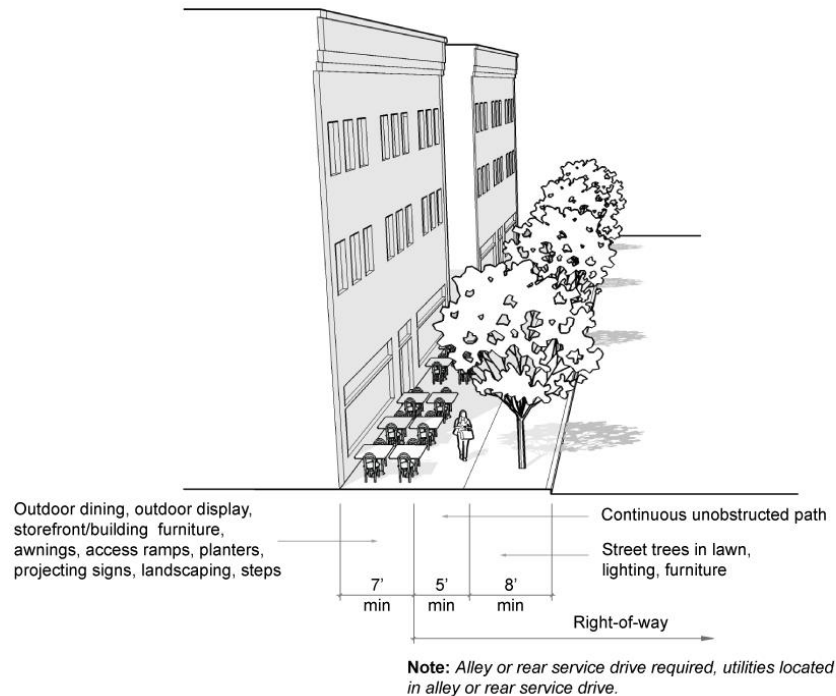 Outdoor dining, outdoor display,
storefront/building furniture,
awnings, access ramps, planters,
projecting signs, landscaping, steps
Continuous unobstructed path
Street trees in lawn,
lighting, furniture
7' 5' 8'
min min min
Right-of-way
Note: Alley or rear service drive required, utilities located
in alley or rear service drive.